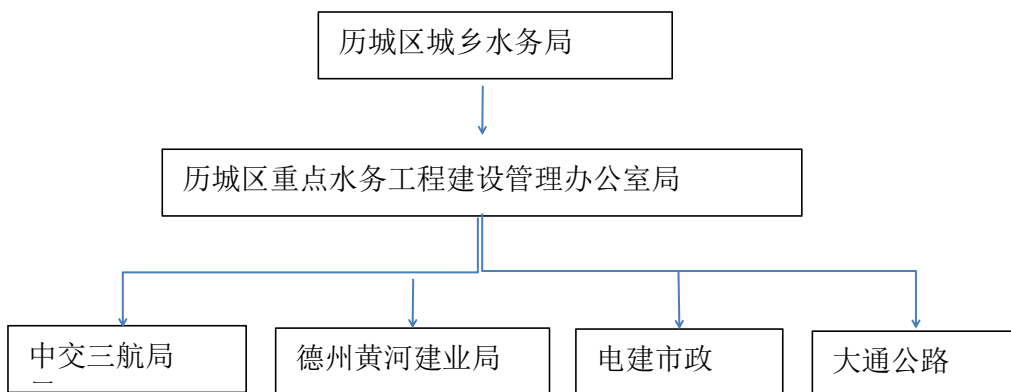 历城区城乡水务局
历城区重点水务工程建设管理办公室局
中交三航局
德州黄河建业局
电建市政
大通公路